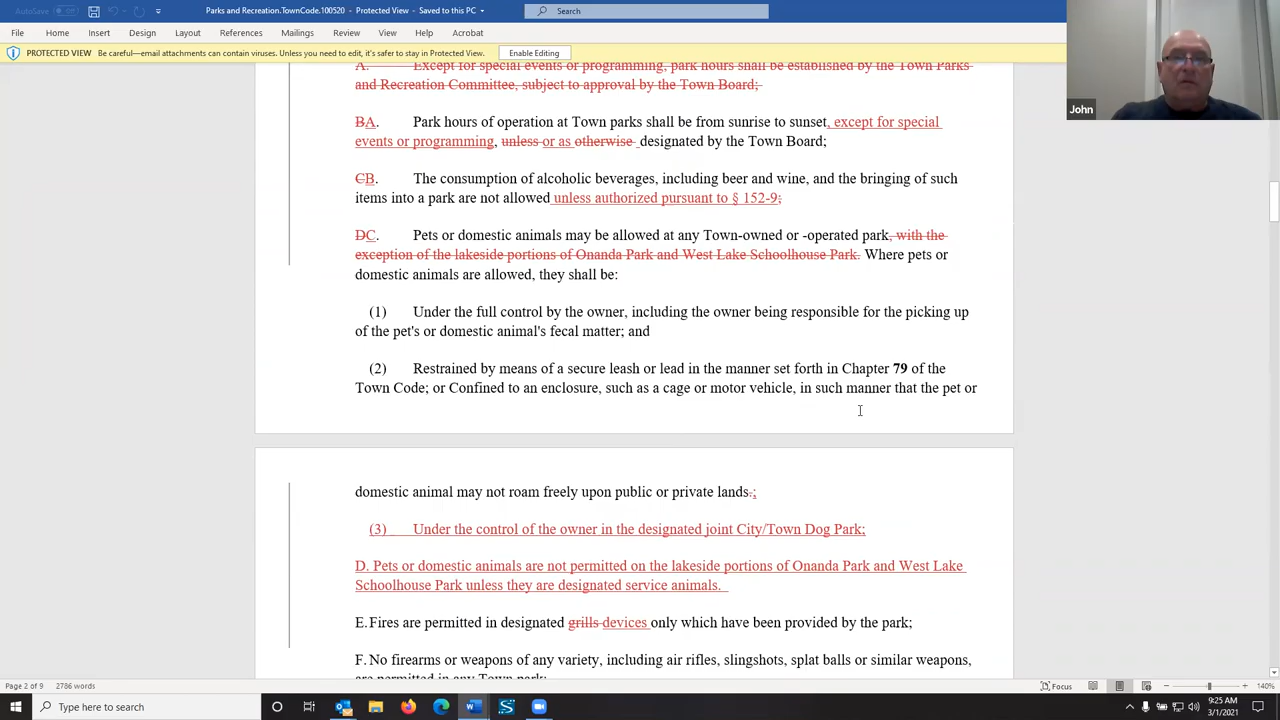 AutoSave
Off
Parks and Recreation.TownCode.100520 - Protected View - Saved to this PC
Search
File Home Insert Design Layout References Mailings Review View Help Acrobat
PROTECTED VIEW Be careful—email attachments can contain viruses. Unless you need to edit, it's safer to stay in Protected View. Enable Editing
John
A. Except for special events or programming, park hours shall be established by the Town Parks
and Recreation Committee, subject to approval by the Town Board;
BA. Park hours of operation at Town parks shall be from sunrise to sunset, except for special
events or programming, unless or as otherwise designated by the Town Board;
CB. The consumption of alcoholic beverages, including beer and wine, and the bringing of such
items into a park are not allowed unless authorized pursuant to § 152-9;
DC. Pets or domestic animals may be allowed at any Town-owned or -operated park, with the
exception of the lakeside portions of Onanda Park and West Lake Schoolhouse Park. Where pets or
domestic animals are allowed, they shall be:
(1) Under the full control by the owner, including the owner being responsible for the picking up
of the pet's or domestic animal's fecal matter; and
(2) Restrained by means of a secure leash or lead in the manner set forth in Chapter 79 of the
Town Code; or Confined to an enclosure, such as a cage or motor vehicle, in such manner that the pet or
domestic animal may not roam freely upon public or private lands.;
(3) Under the control of the owner in the designated joint City/Town Dog Park;
D. Pets or domestic animals are not permitted on the lakeside portions of Onanda Park and West Lake
Schoolhouse Park unless they are designated service animals.
E. Fires are permitted in designated grills devices only which have been provided by the park;
F. No firearms or weapons of any variety, including air rifles, slingshots, splat balls or similar weapons,
are permitted in any Town park;
Page 2 of 9 2786 words Focus 140%
Type here to search
9:25 AM
3/1/2021